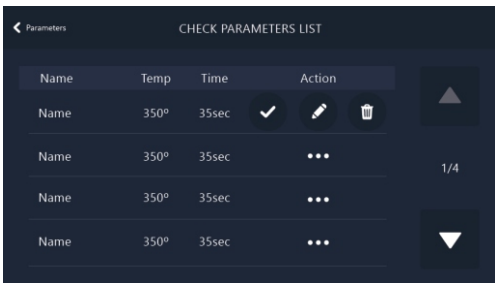 Parameters
CHECK PARAMETERS LIST
Name Temp Time Action
Name 350º 35sec
Name 350º 35sec
1/4
Name 350º 35sec
Name 350º 35sec